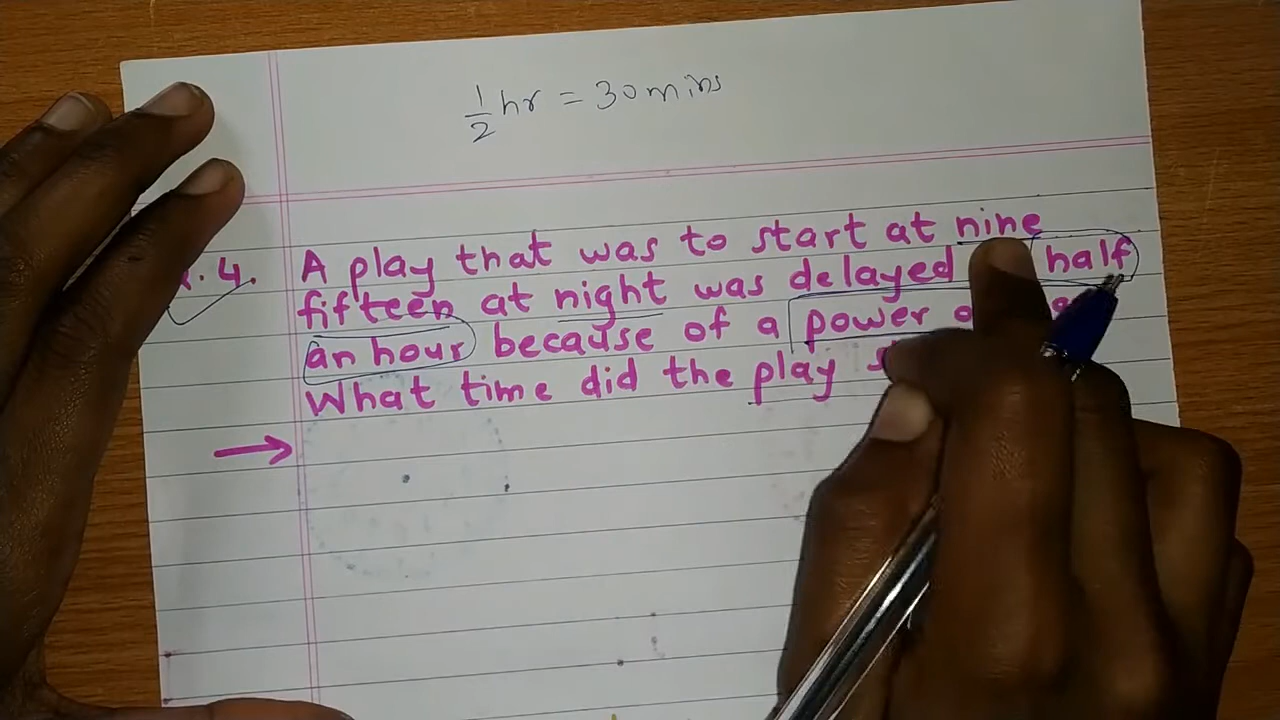 1/2 hr = 30 mins
.4. A play that was to start at nine
fifteen at night was delayed half
an hour because of a power
What time did the play